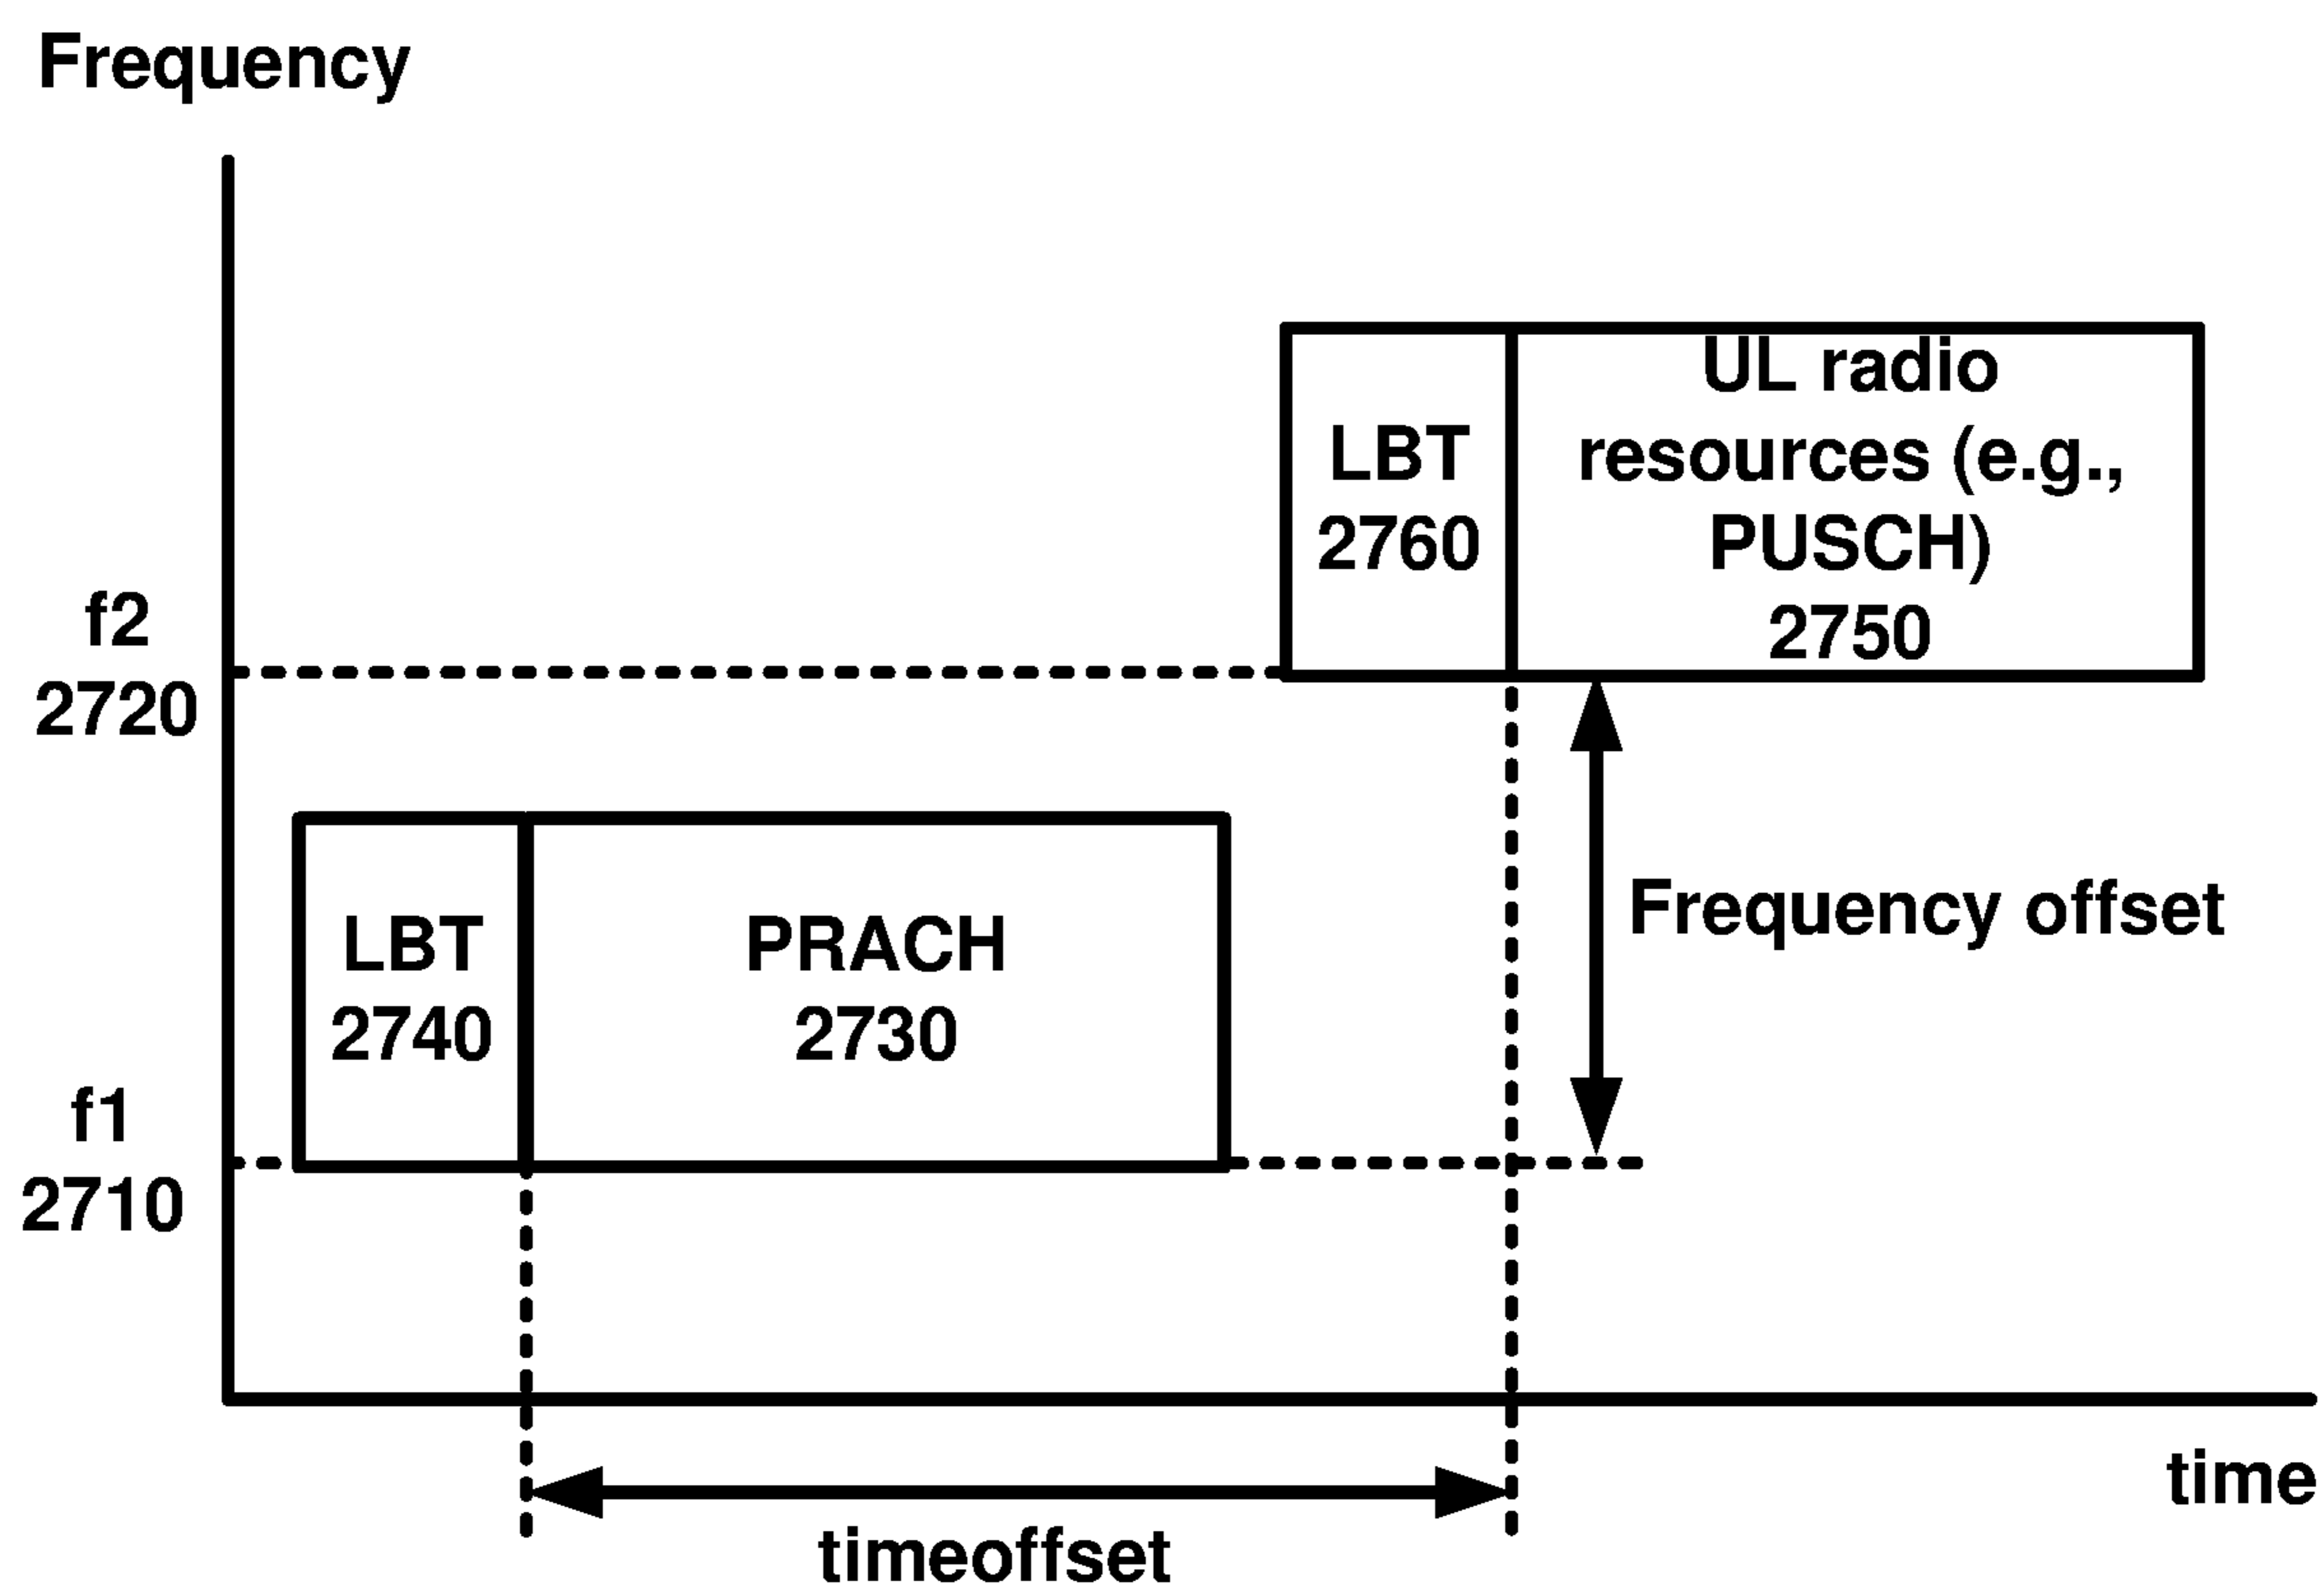 Frequency
UL radio
resources (e.g.,
PUSCH)
2750
LBT
2760
f2
2720
Frequency offset
LBT
2740
PRACH
2730
f1
2710
time
timeoffset